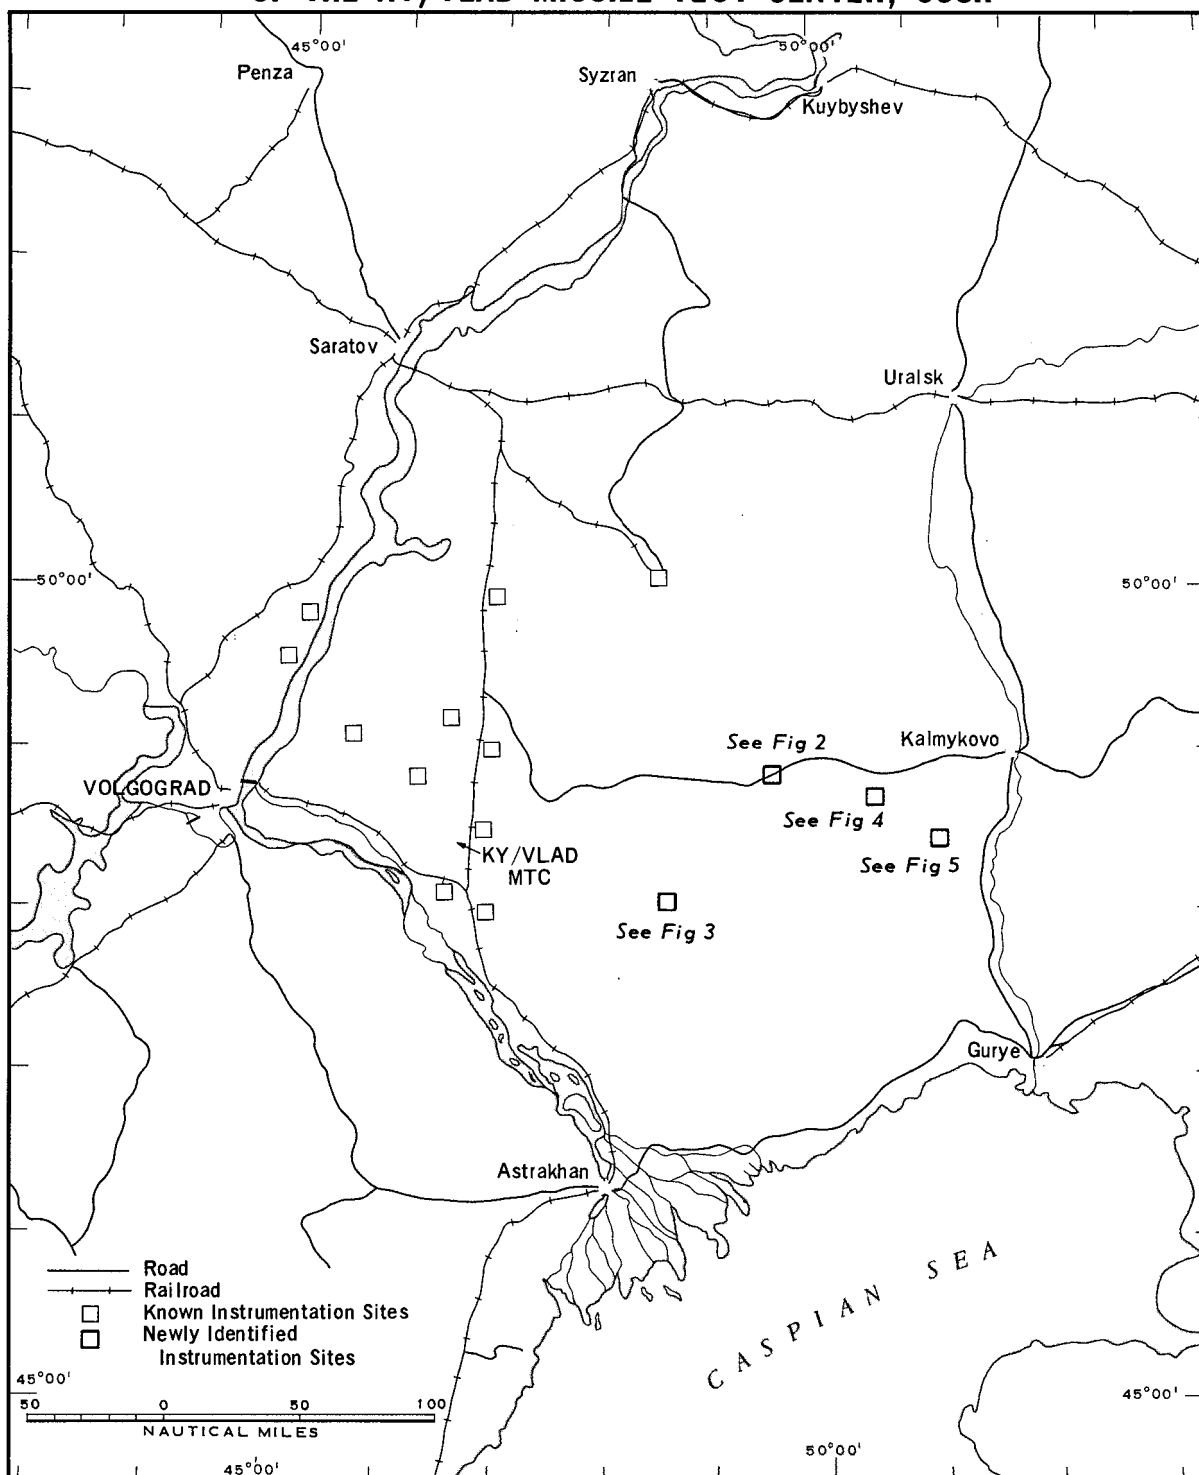 45°00'
50°00'
Penza
Syzran
Kuybyshev
Saratov
Uralsk
50°00'
50°00'
See Fig 2
Kalmykovo
VOLGOGRAD
See Fig 4
KY/VLAD
MTC
See Fig 5
See Fig 3
Gurye
Astrakhan
CASPIAN SEA
Road
Railroad
Known Instrumentation Sites
Newly Identified
Instrumentation Sites
45°00'
45°00'
50 0 50 100
NAUTICAL MILES
45°00'
50°00'